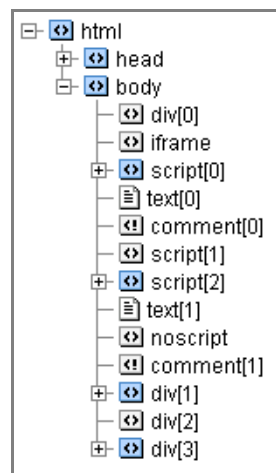 html
head
body
div[0]
iframe
script[0]
text[0]
comment[0]
script[1]
script[2]
text[1]
noscript
comment[1]
div[1]
div[2]
div[3]